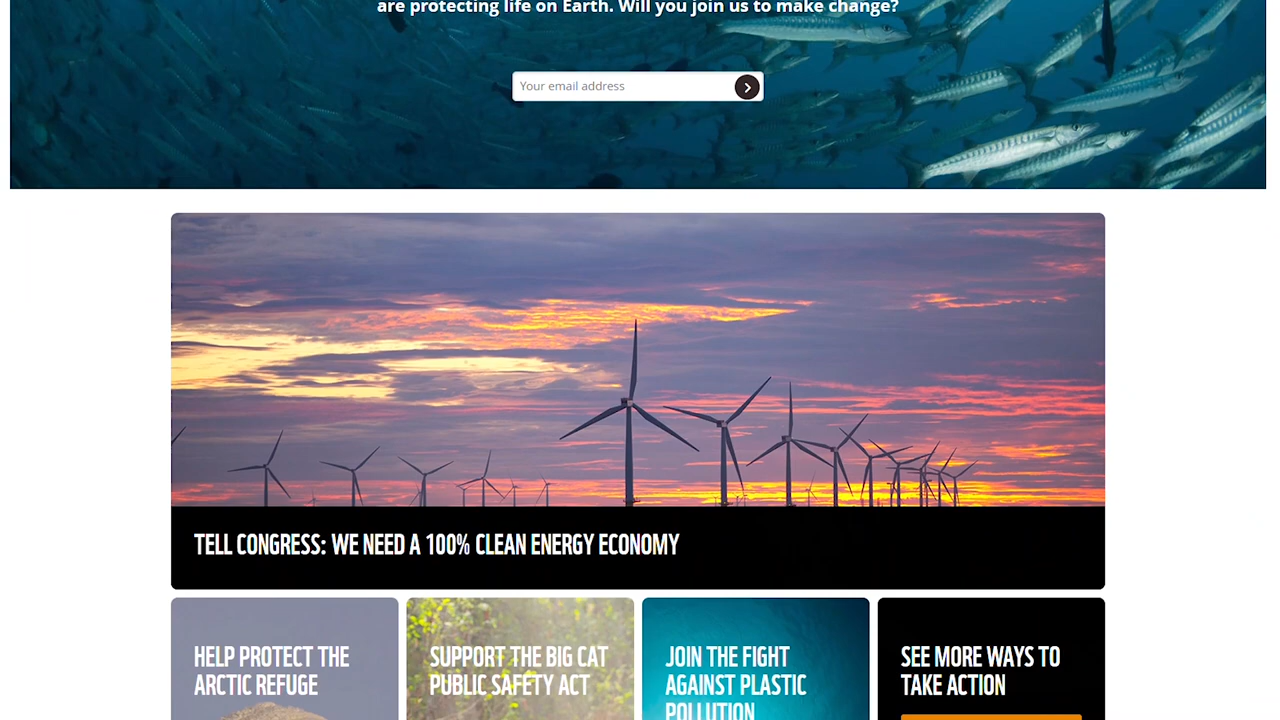 are protecting life on Earth. Will you join us to make change?
Your email address
TELL CONGRESS: WE NEED A 100% CLEAN ENERGY ECONOMY
HELP PROTECT THE
ARCTIC REFUGE
SUPPORT THE BIG CAT
PUBLIC SAFETY ACT
JOIN THE FIGHT
AGAINST PLASTIC
POLLUTION
SEE MORE WAYS TO
TAKE ACTION